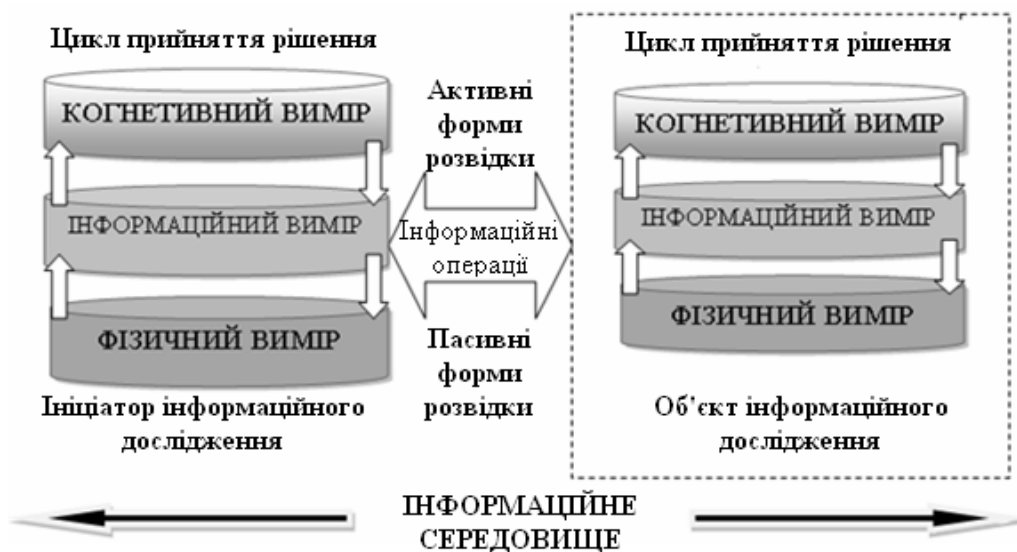 Цикл прийняття рішення
КОГНЕТИВНИЙ ВИМІР
ІНФОРМАЦІЙНИЙ ВИМІР
ФІЗИЧНИЙ ВИМІР
Ініціатор інформаційного
дослідження
Активні
форми
розвідки
Інформаційні
операції
Пасивні
форми
розвідки
Цикл прийняття рішення
КОГНЕТИВНИЙ ВИМІР
ІНФОРМАЦІЙНИЙ ВИМІР
ФІЗИЧНИЙ ВИМІР
Об'єкт інформаційного
дослідження
ІНФОРМАЦІЙНЕ
СЕРЕДОВИЩЕ